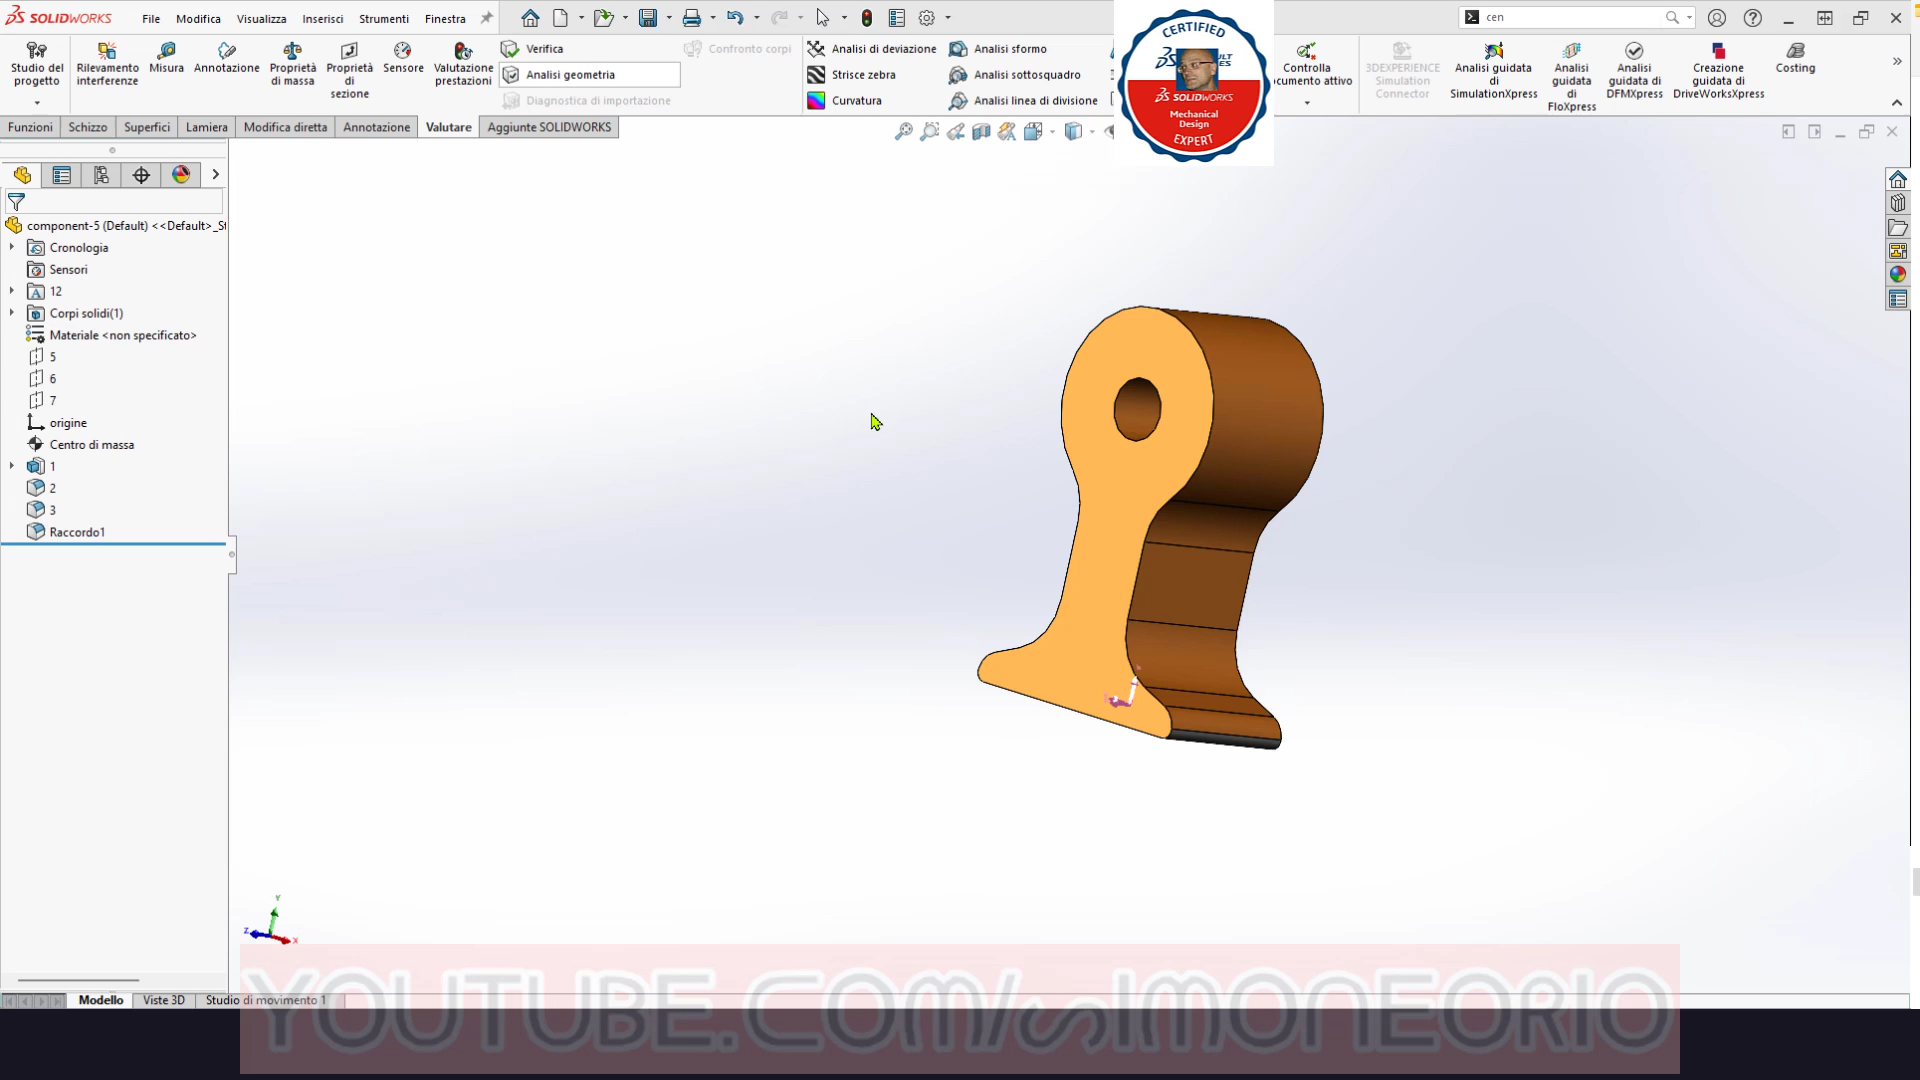 SOLIDWORKS File Modifica Visualizza Inserisci Strumenti Finestra cen
Studio del progetto
Rilevamento interferenze
Misura
Annotazione
Proprietà di massa
Proprietà di sezione
Sensore
Valutazione prestazioni
Verifica
Analisi geometria
Diagnostica di importazione
Confronto corpi
Analisi di deviazione
Strisce zebra
Curvatura
Analisi sformo
Analisi sottosquadro
Analisi linea di divisione
CERTIFIED
SOLIDWORKS
Mechanical
Design
EXPERT
Controlla
ocumento attivo
3DEXPERIENCE
Simulation
Connector
Analisi guidata
di
SimulationXpress
Analisi
guidata
di
FloXpress
Analisi
guidata di
DFMXpress
Creazione
guidata di
DriveWorksXpress
Costing
Funzioni Schizzo Superfici Lamiera Modifica diretta Annotazione Valutare Aggiunte SOLIDWORKS
component-5 (Default) <<Default>_St
Cronologia
Sensori
12
Corpi solidi(1)
Materiale <non specificato>
5
6
7
origine
Centro di massa
1
2
3
Raccordo1
Y
Z
X
Modello Viste 3D Studio di movimento 1
YOUTUBE.COM/SIMONEORIO